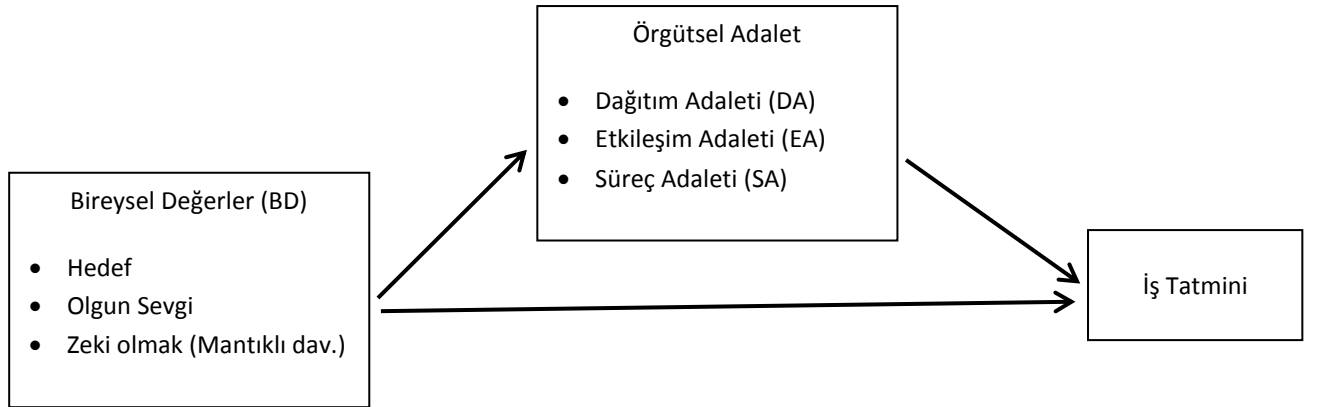 Örgütsel Adalet
• Dağıtım Adaleti (DA)
• Etkileşim Adaleti (EA)
• Süreç Adaleti (SA)
Bireysel Değerler (BD)
• Hedef
• Olgun Sevgi
• Zeki olmak (Mantıklı dav.)
İş Tatmini